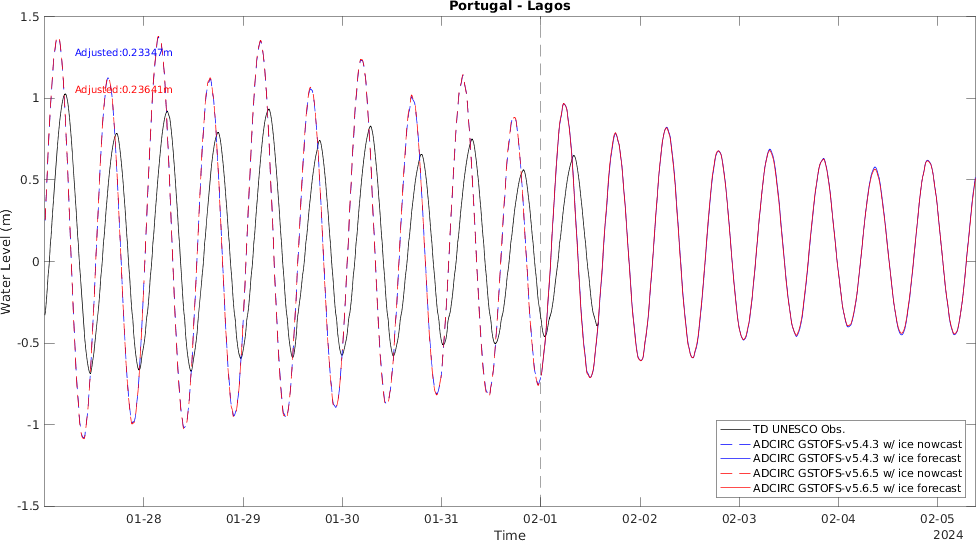 Portugal - Lagos
1.5
Adjusted:0.23347m
1
Adjusted:0.23641m
0.5
0
-0.5
-1
-1.5
Water Level (m)
TD UNESCO Obs.
ADCIRC GSTOFS-v5.4.3 w/ ice nowcast
ADCIRC GSTOFS-v5.4.3 w/ ice forecast
ADCIRC GSTOFS-v5.6.5 w/ ice nowcast
ADCIRC GSTOFS-v5.6.5 w/ ice forecast
01-28 01-29 01-30 01-31 02-01 02-02 02-03 02-04 02-05
Time
2024